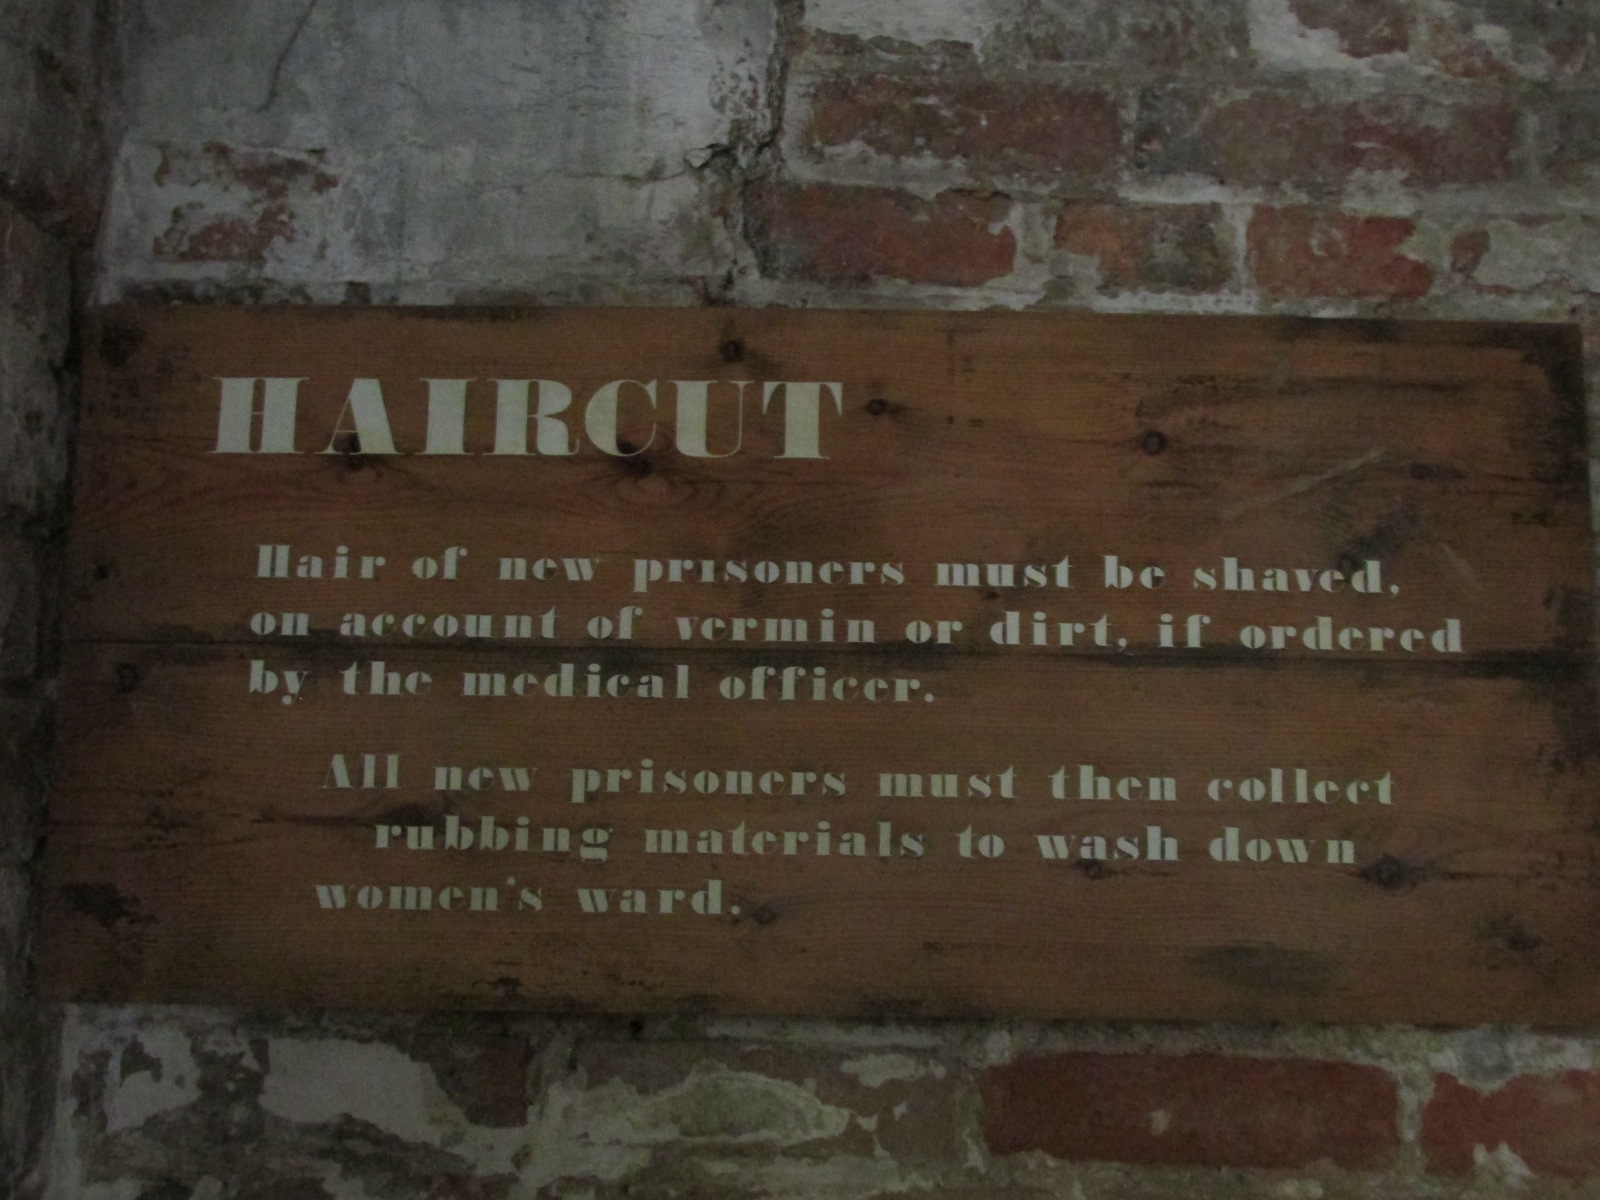 HAIRCUT
Hair of new prisoners must be shaved,
on account of vermin or dirt, if ordered
by the medical officer.
All new prisoners must then collect
rubbing materials to wash down
women's ward.